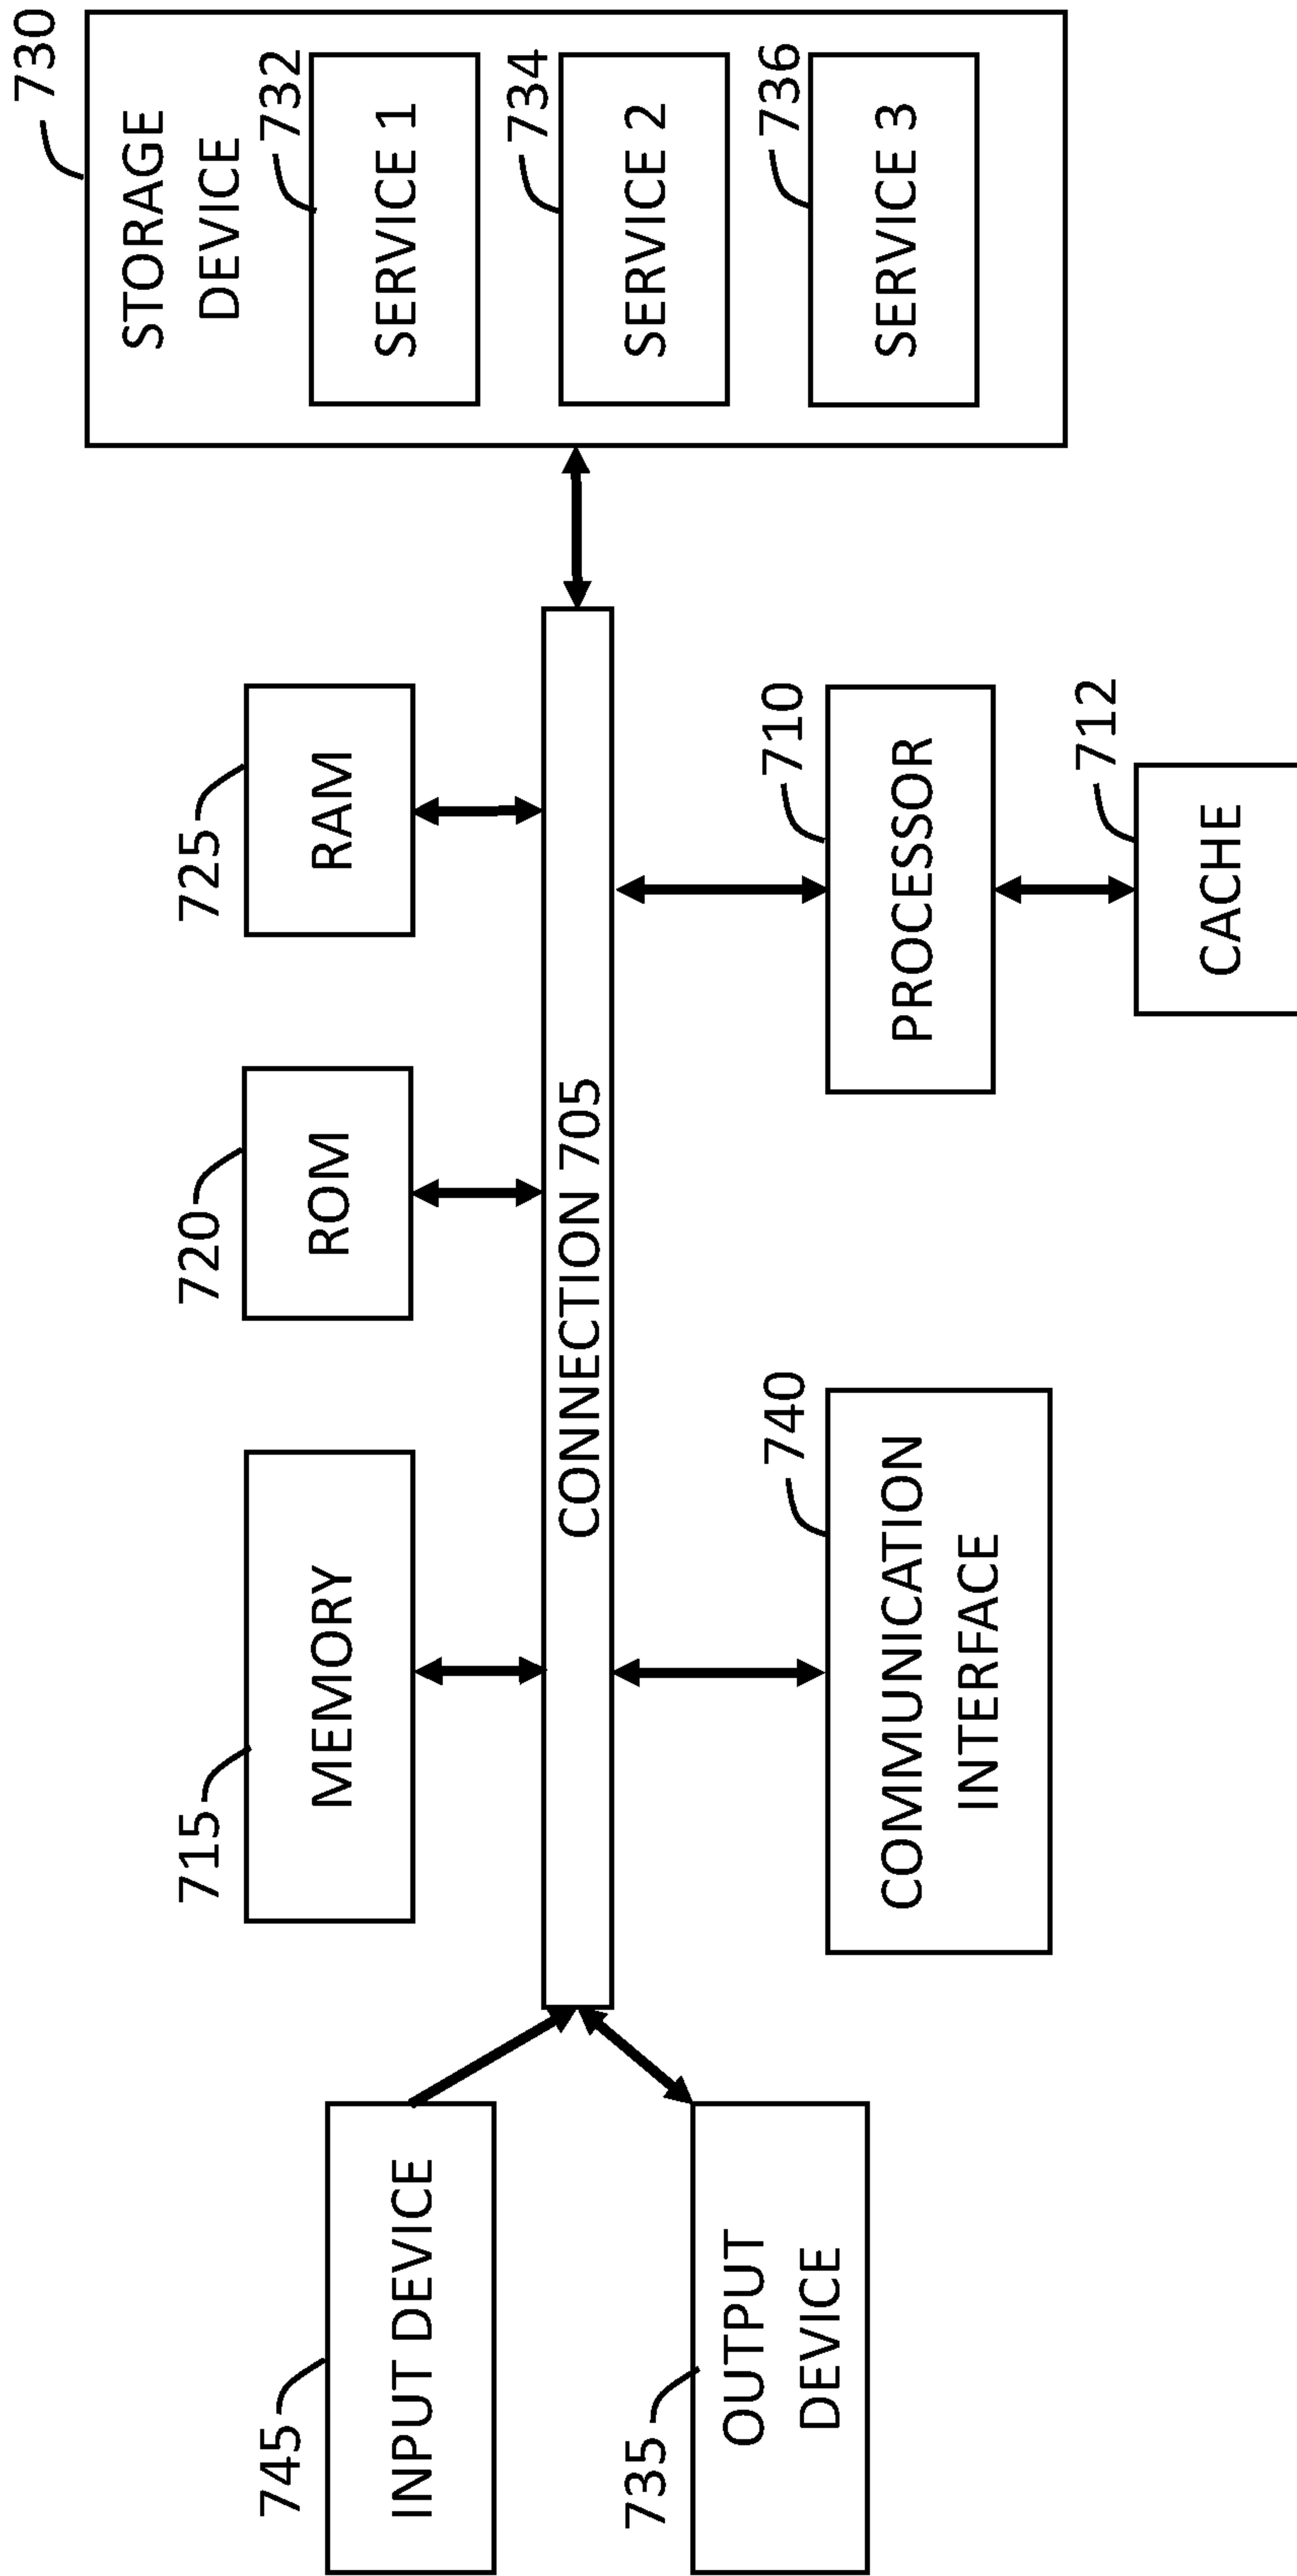 730
STORAGE
DEVICE
732
SERVICE 1
734
SERVICE 2
736
SERVICE 3
725
RAM
720
ROM
715
MEMORY
CONNECTION 705
710
PROCESSOR
712
CACHE
740
COMMUNICATION
INTERFACE
745
INPUT DEVICE
735
OUTPUT
DEVICE